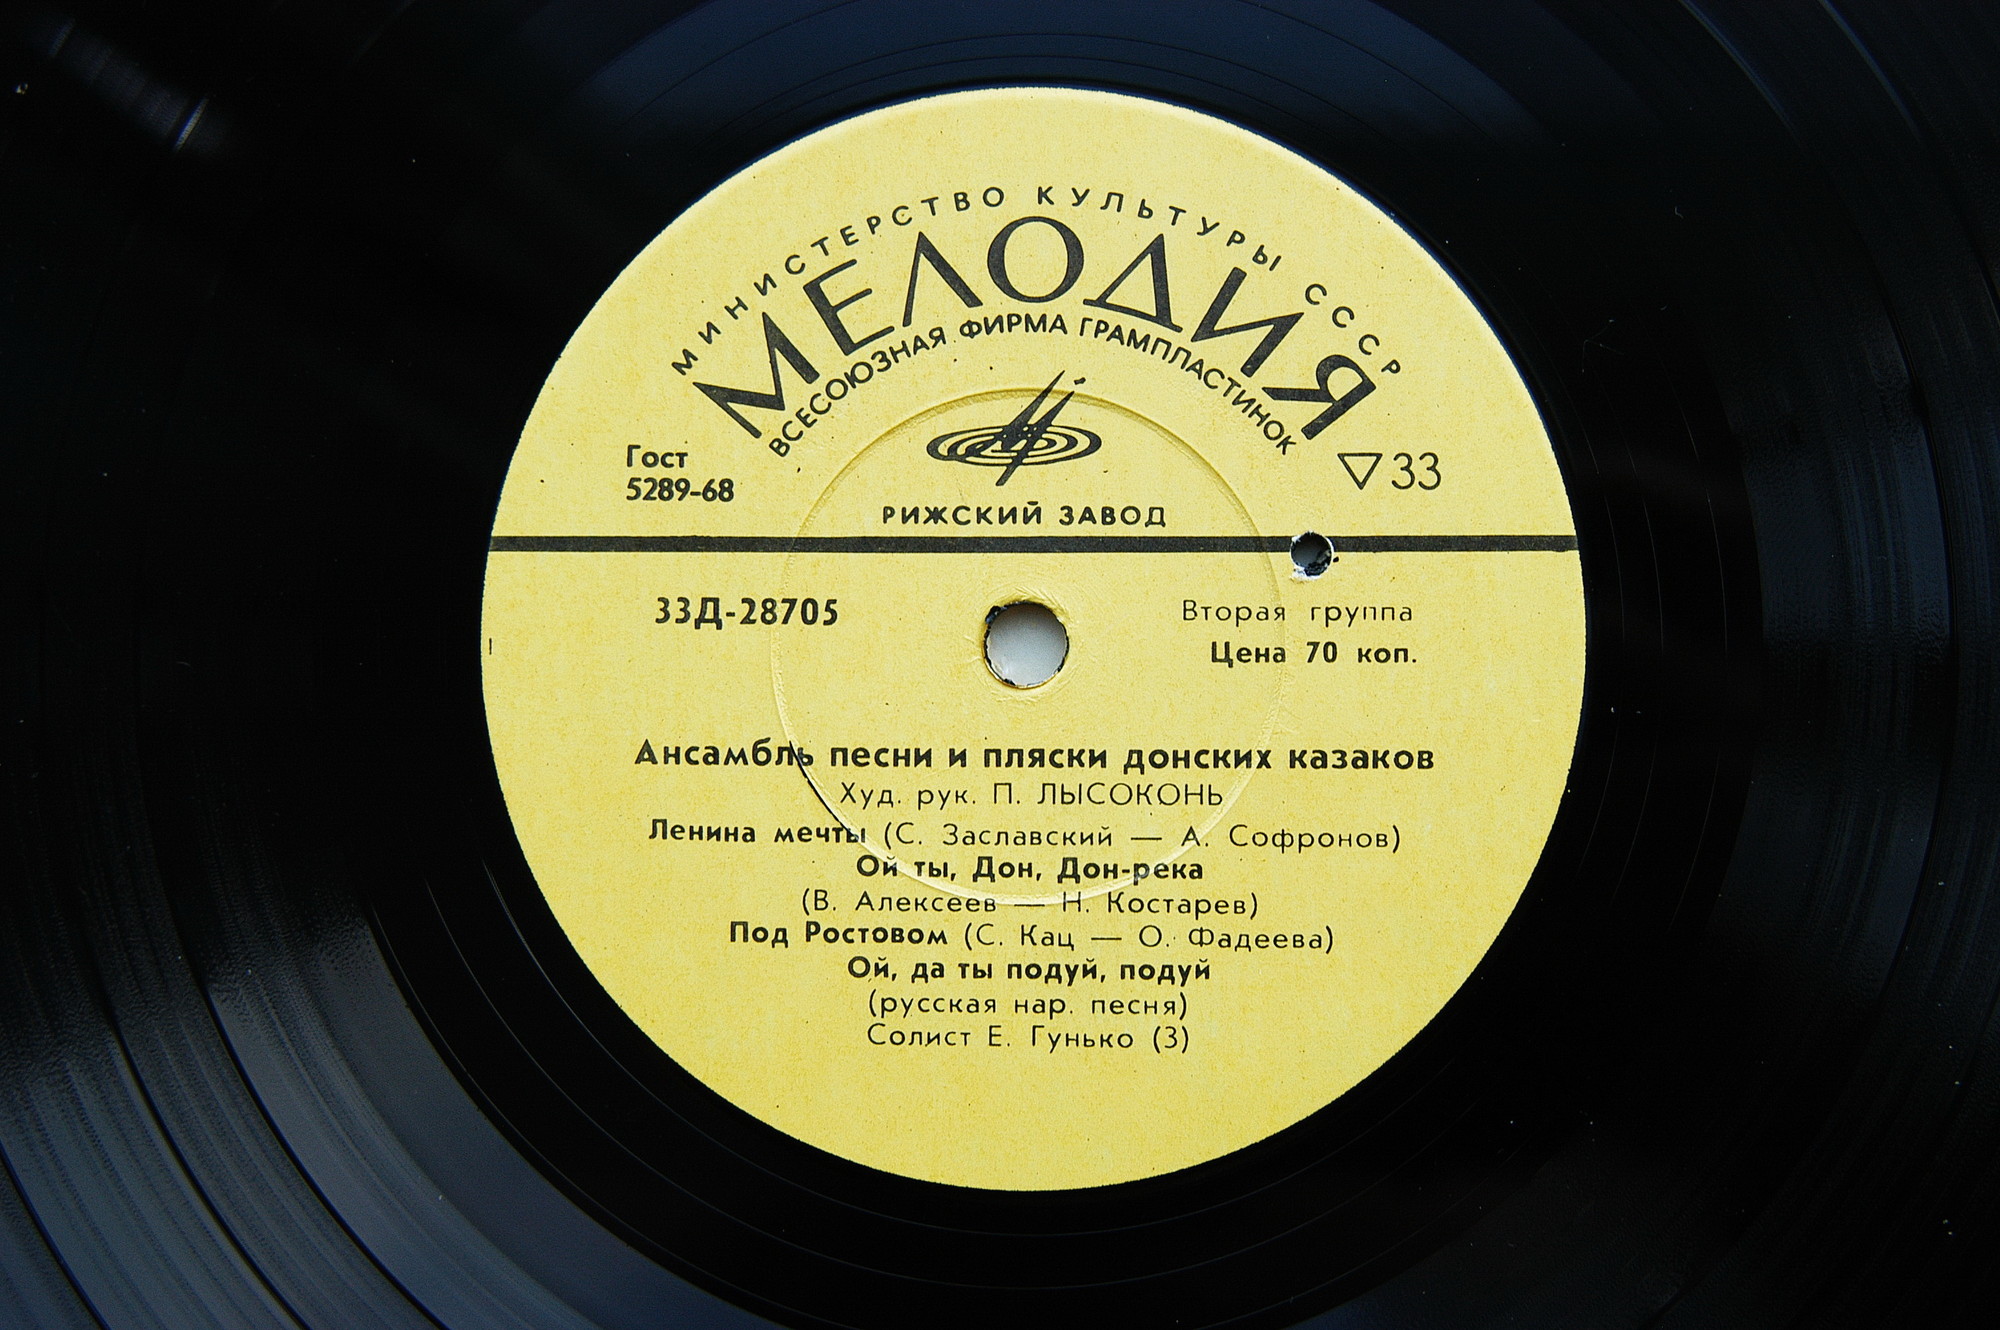 МИНИСТЕРСТВО КУЛЬТУРЫ СССР
МЕЛОДИЯ
ВСЕСОЮЗНАЯ ФИРМА ГРАМПЛАСТИНОК
Гост
5289-68
▽33
РИЖСКИЙ ЗАВОД
33Д-28705
Вторая группа
Цена 70 коп.
Ансамбль песни и пляски донских казаков
Худ. рук. П. ЛЫСОКОНЬ
Ленина мечты (С. Заславский — А. Софронов)
Ой ты, Дон, Дон-река
(В. Алексеев — Н. Костарев)
Под Ростовом (С. Кац — О. Фадеева)
Ой, да ты подуй, подуй
(русская нар. песня)
Солист Е. Гунько (3)